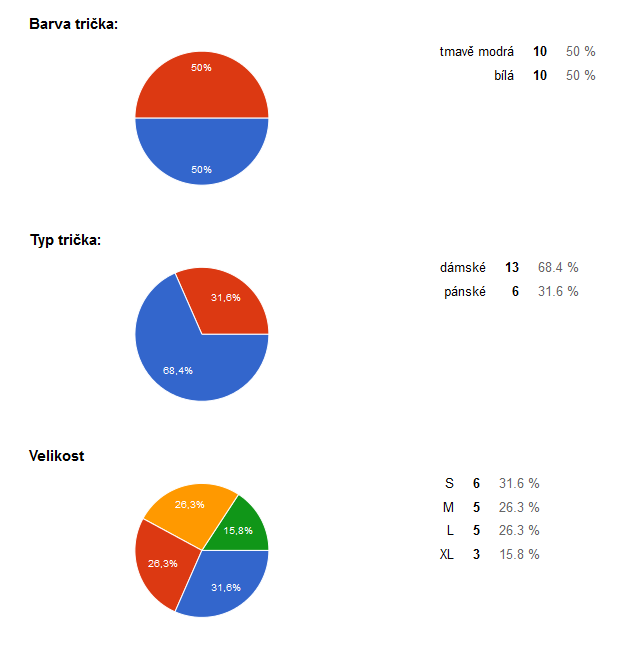 Barva trička:
50%
50%
tmavě modrá 10 50 %
bílá 10 50 %
Typ trička:
31,6%
68,4%
dámské 13 68.4 %
pánské 6 31.6 %
Velikost
26,3%
15,8%
26,3%
31,6%
S 6 31.6 %
M 5 26.3 %
L 5 26.3 %
XL 3 15.8 %